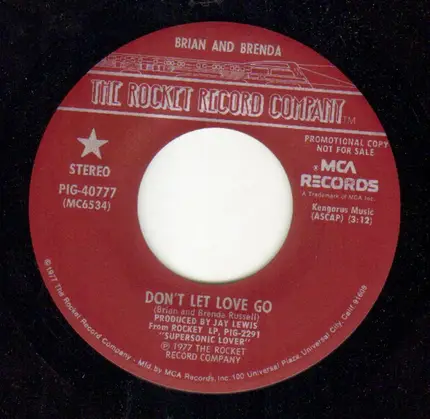 BRIAN AND BRENDA
THE ROCKET RECORD COMPANY TM
STEREO
PIG-40777
(MC6534)
PROMOTIONAL COPY
NOT FOR SALE
MCA
RECORDS
A Trademark of MCA Inc.
Kengorus Music
(ASCAP) (3:12)
DON'T LET LOVE GO
(Brian and Brenda Russell)
PRODUCED BY JAY LEWIS
From ROCKET LP, PIG-2291
"SUPERSONIC LOVER"
℗ 1977 THE ROCKET
RECORD COMPANY
©1977 The Rocket Record Company · Mfd by MCA Records, Inc. 100 Universal Plaza, Universal City, Calif. 91608